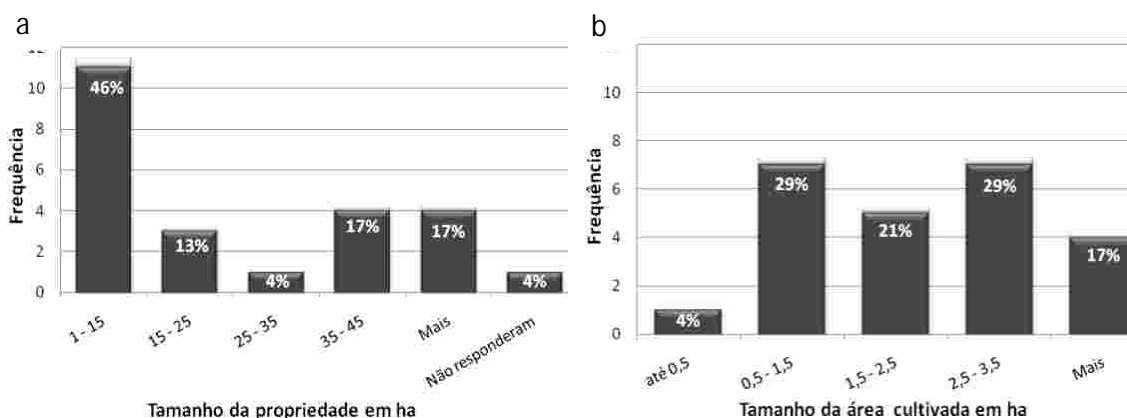 a
12
10
8
6
4
2
0
Frequência
46%
13%
4%
17%
17%
4%
1 - 15
15 - 25
25 - 35
35 - 45
Mais
Não responderam
Tamanho da propriedade em ha
b
10
8
6
4
2
0
Frequência
4%
29%
21%
29%
17%
até 0,5
0,5 - 1,5
1,5 - 2,5
2,5 - 3,5
Mais
Tamanho da área cultivada em ha